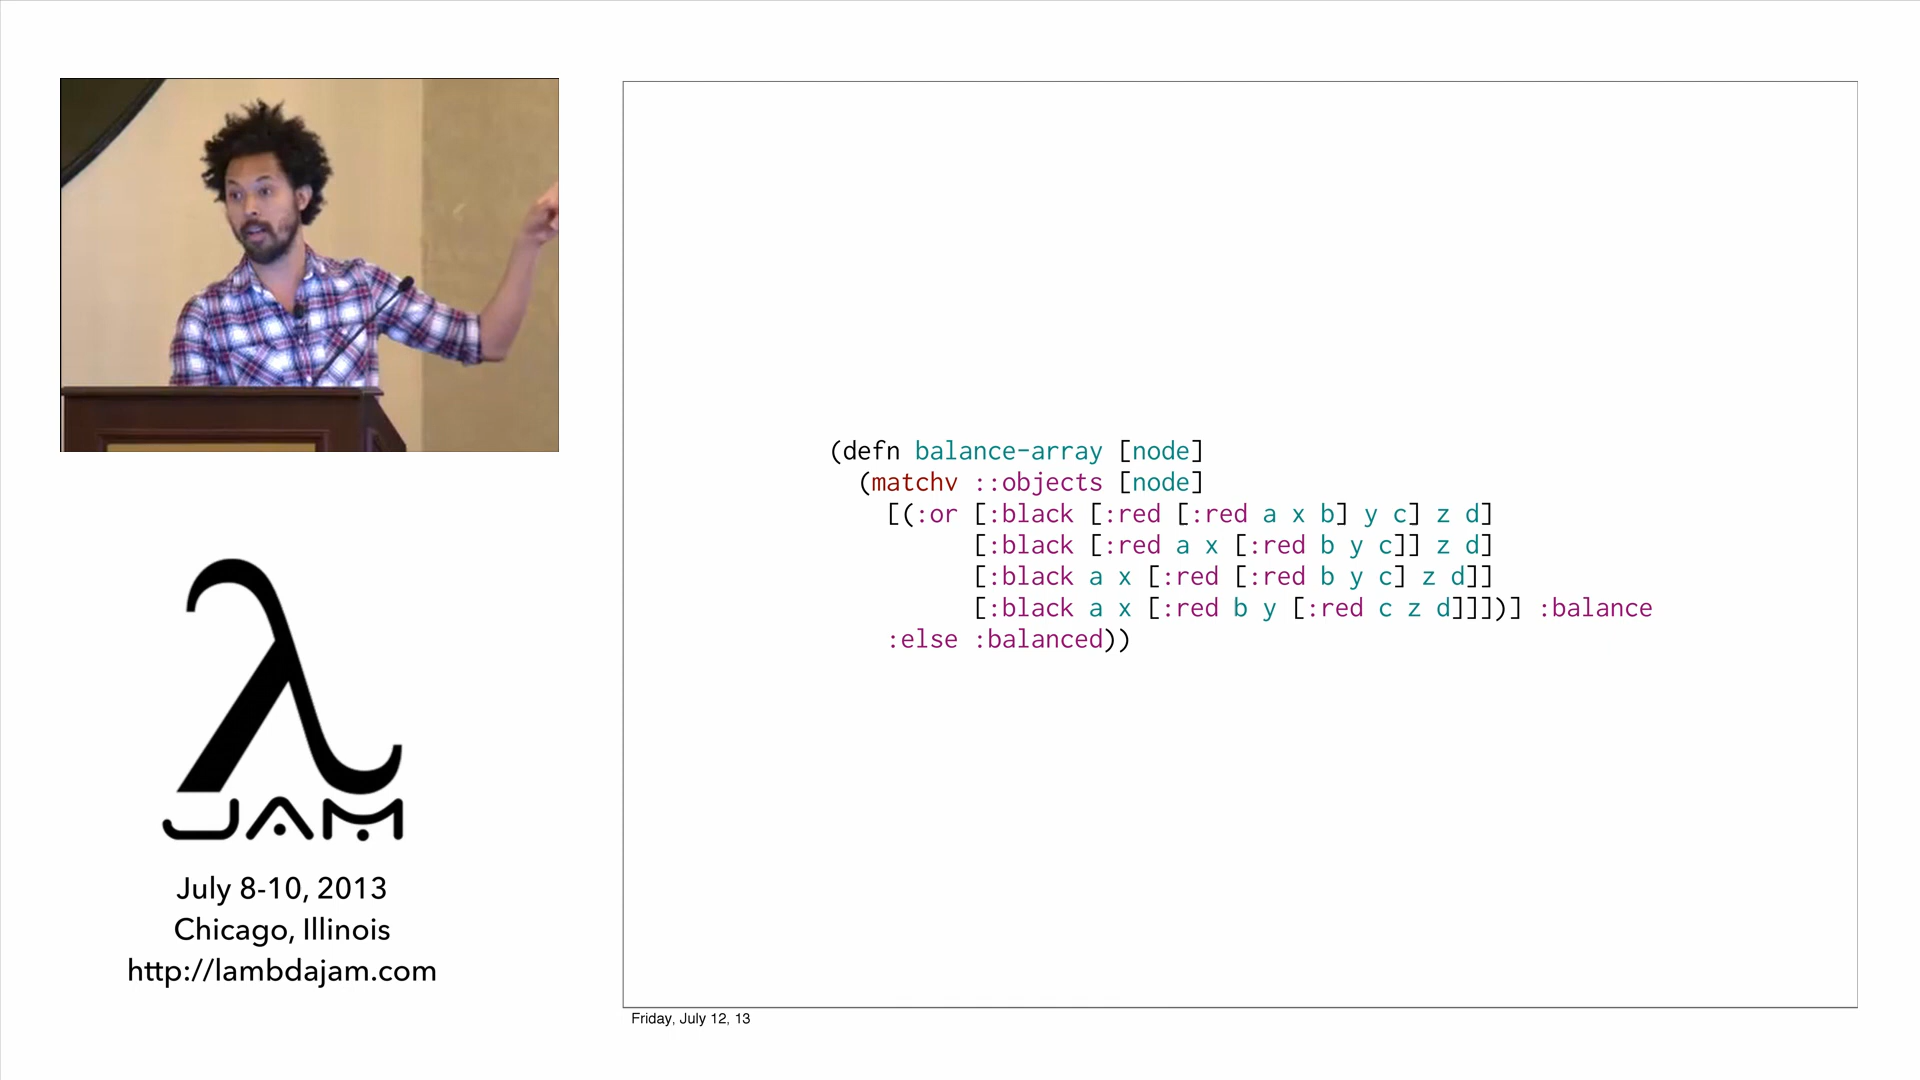 (defn balance-array [node]
(matchv ::objects [node]
[(:or [:black [:red [:red a x b] y c] z d]
[:black [:red a x [:red b y c]] z d]
[:black a x [:red [:red b y c] z d]]
[:black a x [:red b y [:red c z d]]])] :balance
:else :balanced))
JAM
July 8-10, 2013
Chicago, Illinois
http://lambdajam.com
Friday, July 12, 13